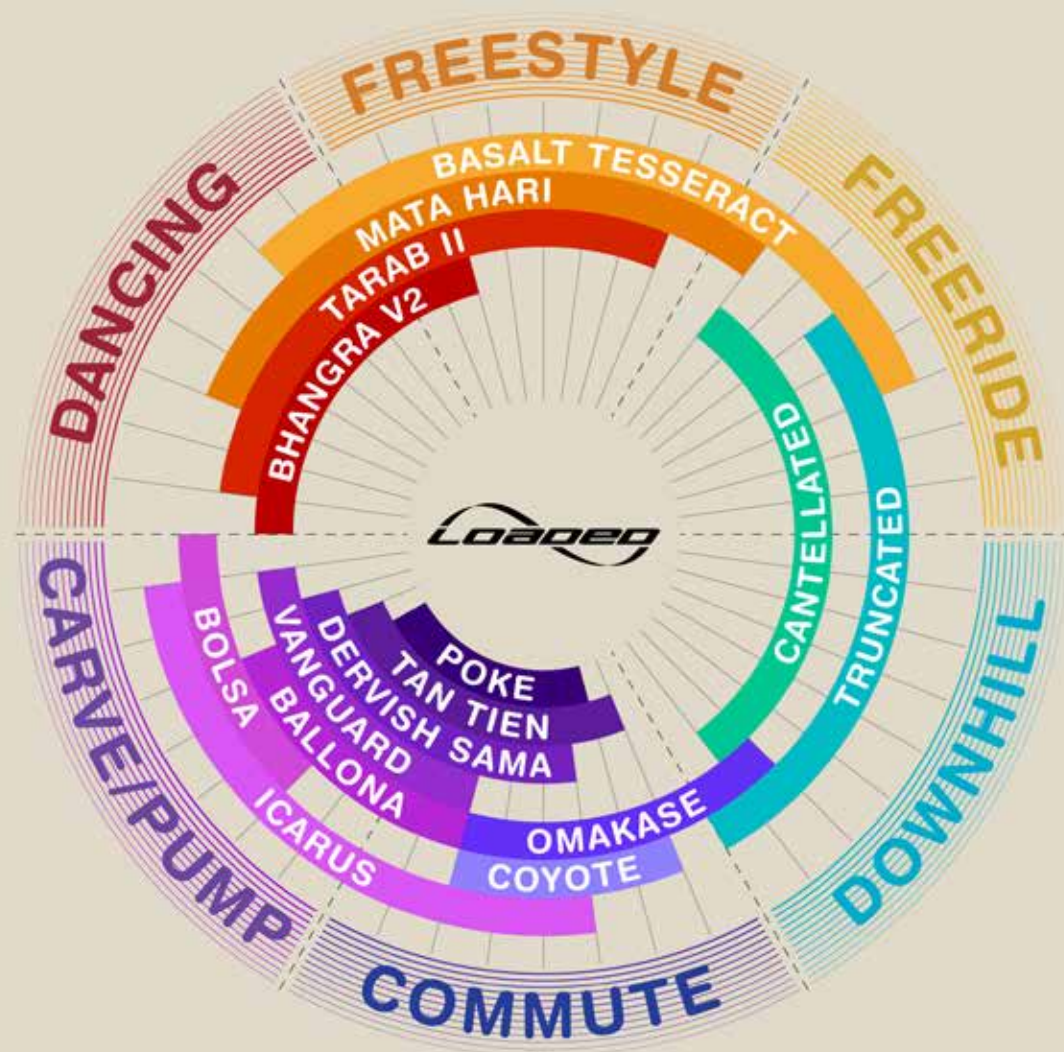 FREESTYLE
FREERIDE
DOWNHILL
COMMUTE
CARVE/PUMP
DANCING
BASALT TESSERACT
MATA HARI
TARAB II
BHANGRA V2
CANTELLATED
TRUNCATED
LOADED
POKE
TAN TIEN
DERVISH SAMA
VANGUARD
BALLONA
BOLSA
ICARUS
OMAKASE
COYOTE